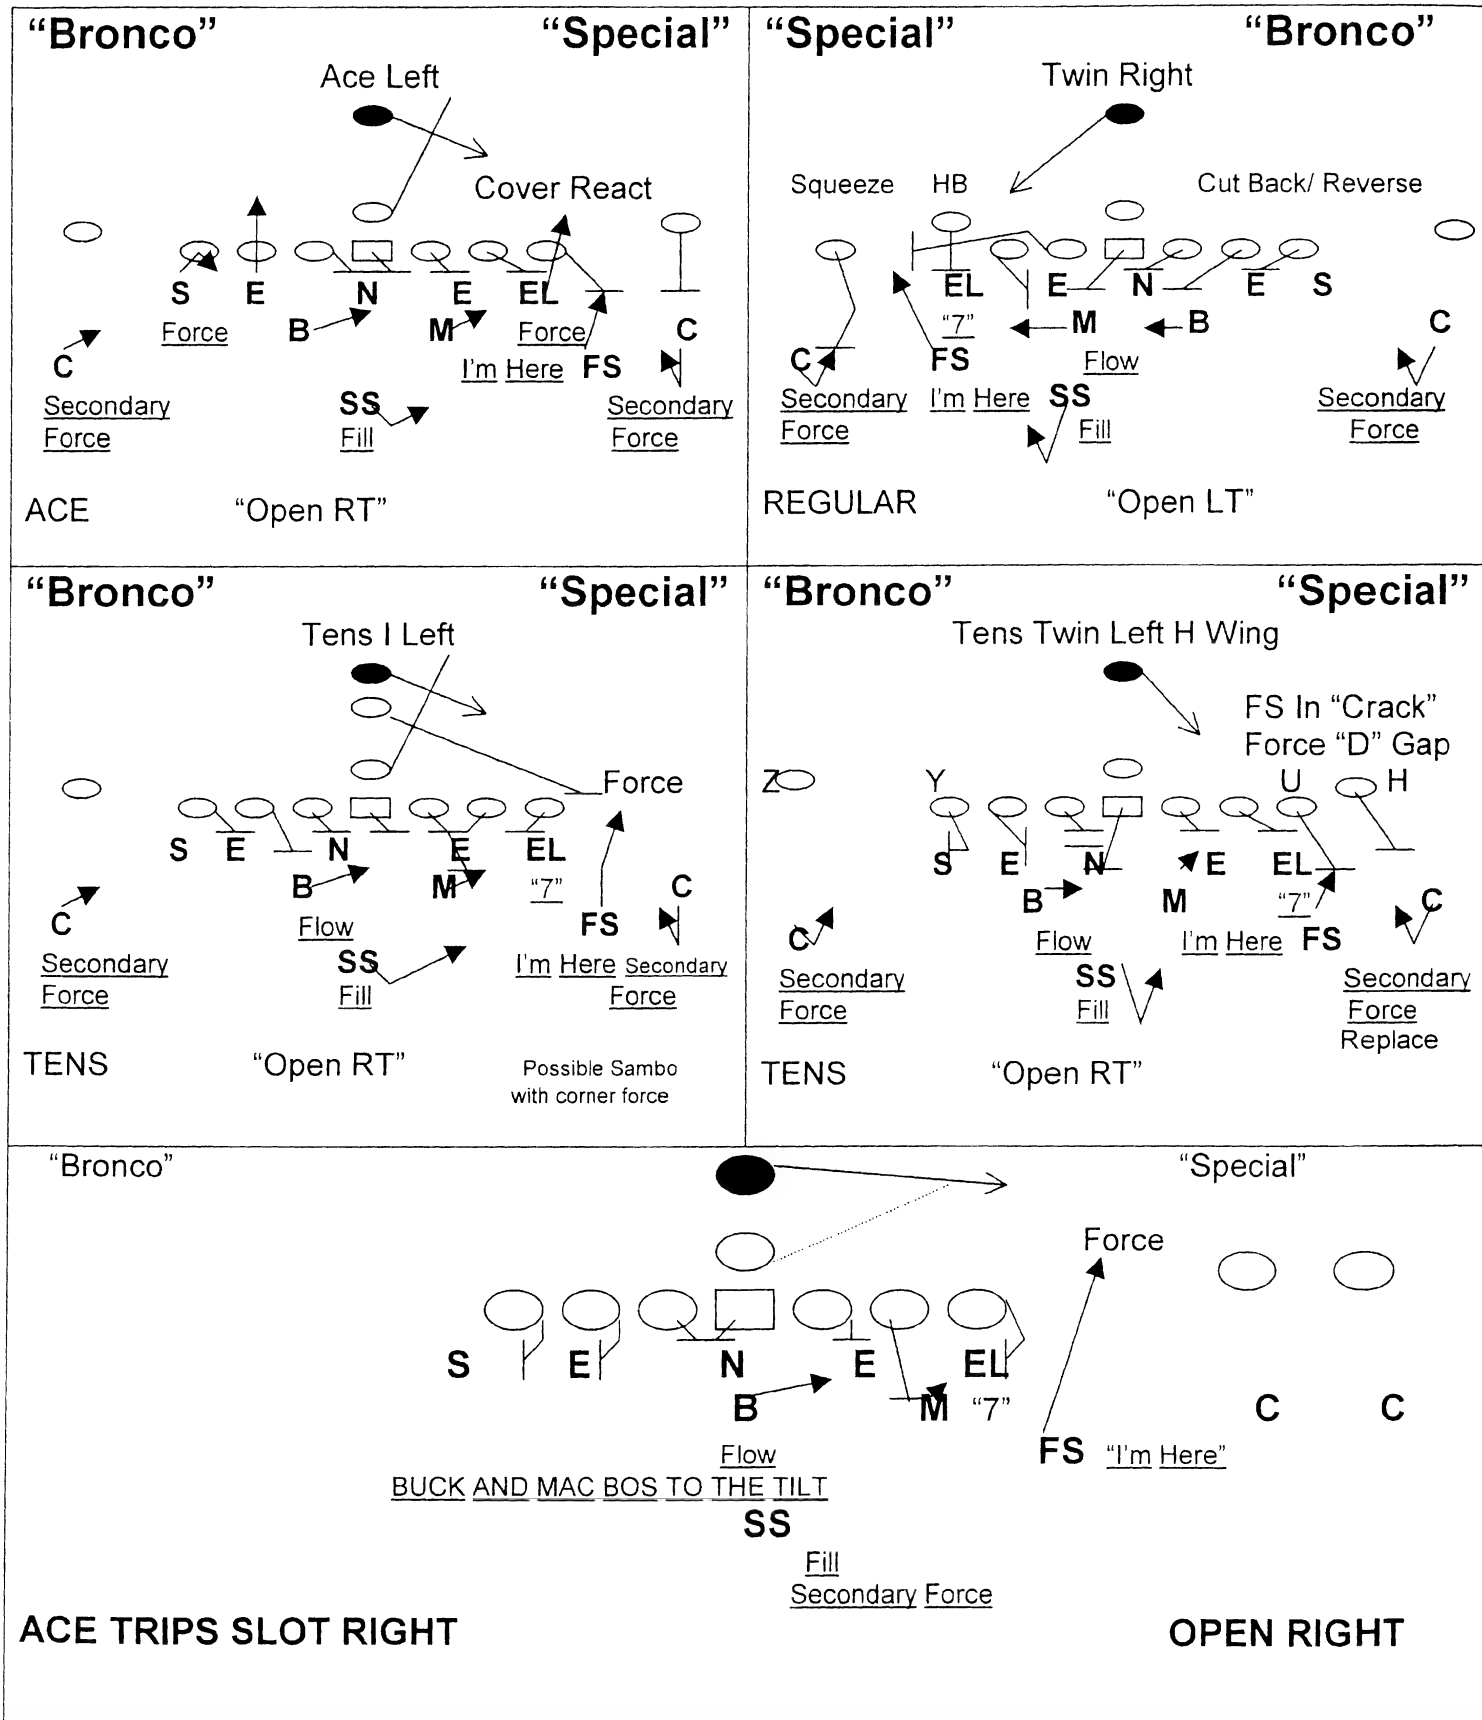 “Bronco” “Special”
Ace Left
Cover React
S E N E EL
Force B M Force C
C I'm Here FS
Secondary SS Secondary
Force Fill Force
ACE “Open RT”
“Special” “Bronco”
Twin Right
Squeeze HB Cut Back/ Reverse
EL E N E S
“7” M B C
C FS Flow
Secondary I'm Here SS Secondary
Force Fill Force
REGULAR “Open LT”
“Bronco” “Special”
Tens I Left
Force
S E N E EL
B M “7” C
C Flow FS
Secondary SS I'm Here Secondary
Force Fill Force
TENS “Open RT” Possible Sambo
with corner force
“Bronco” “Special”
Tens Twin Left H Wing
FS In “Crack”
Force “D” Gap
Z Y U H
S E N E EL
B M “7” C
C Flow I'm Here FS
Secondary SS Secondary
Force Fill Force
Replace
TENS “Open RT”
“Bronco” “Special”
Force
S E N E EL
B M “7” C C
Flow FS “I'm Here”
BUCK AND MAC BOS TO THE TILT
SS
Fill
Secondary Force
ACE TRIPS SLOT RIGHT OPEN RIGHT